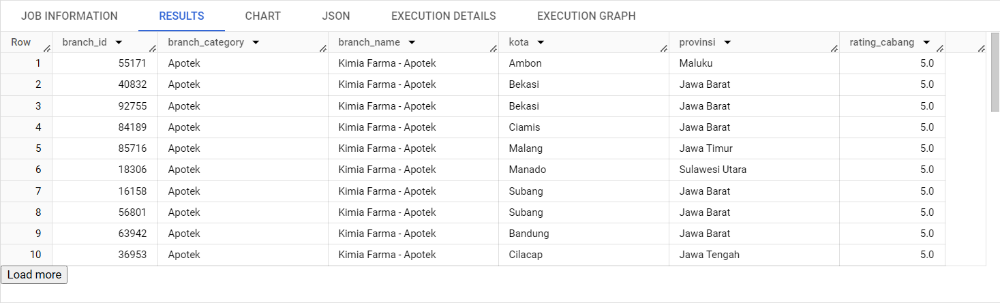 JOB INFORMATION RESULTS CHART JSON EXECUTION DETAILS EXECUTION GRAPH
Row branch_id branch_category branch_name kota provinsi rating_cabang
1 55171 Apotek Kimia Farma - Apotek Ambon Maluku 5.0
2 40832 Apotek Kimia Farma - Apotek Bekasi Jawa Barat 5.0
3 92755 Apotek Kimia Farma - Apotek Bekasi Jawa Barat 5.0
4 84189 Apotek Kimia Farma - Apotek Ciamis Jawa Barat 5.0
5 85716 Apotek Kimia Farma - Apotek Malang Jawa Timur 5.0
6 18306 Apotek Kimia Farma - Apotek Manado Sulawesi Utara 5.0
7 16158 Apotek Kimia Farma - Apotek Subang Jawa Barat 5.0
8 56801 Apotek Kimia Farma - Apotek Subang Jawa Barat 5.0
9 63942 Apotek Kimia Farma - Apotek Bandung Jawa Barat 5.0
10 36953 Apotek Kimia Farma - Apotek Cilacap Jawa Tengah 5.0
Load more